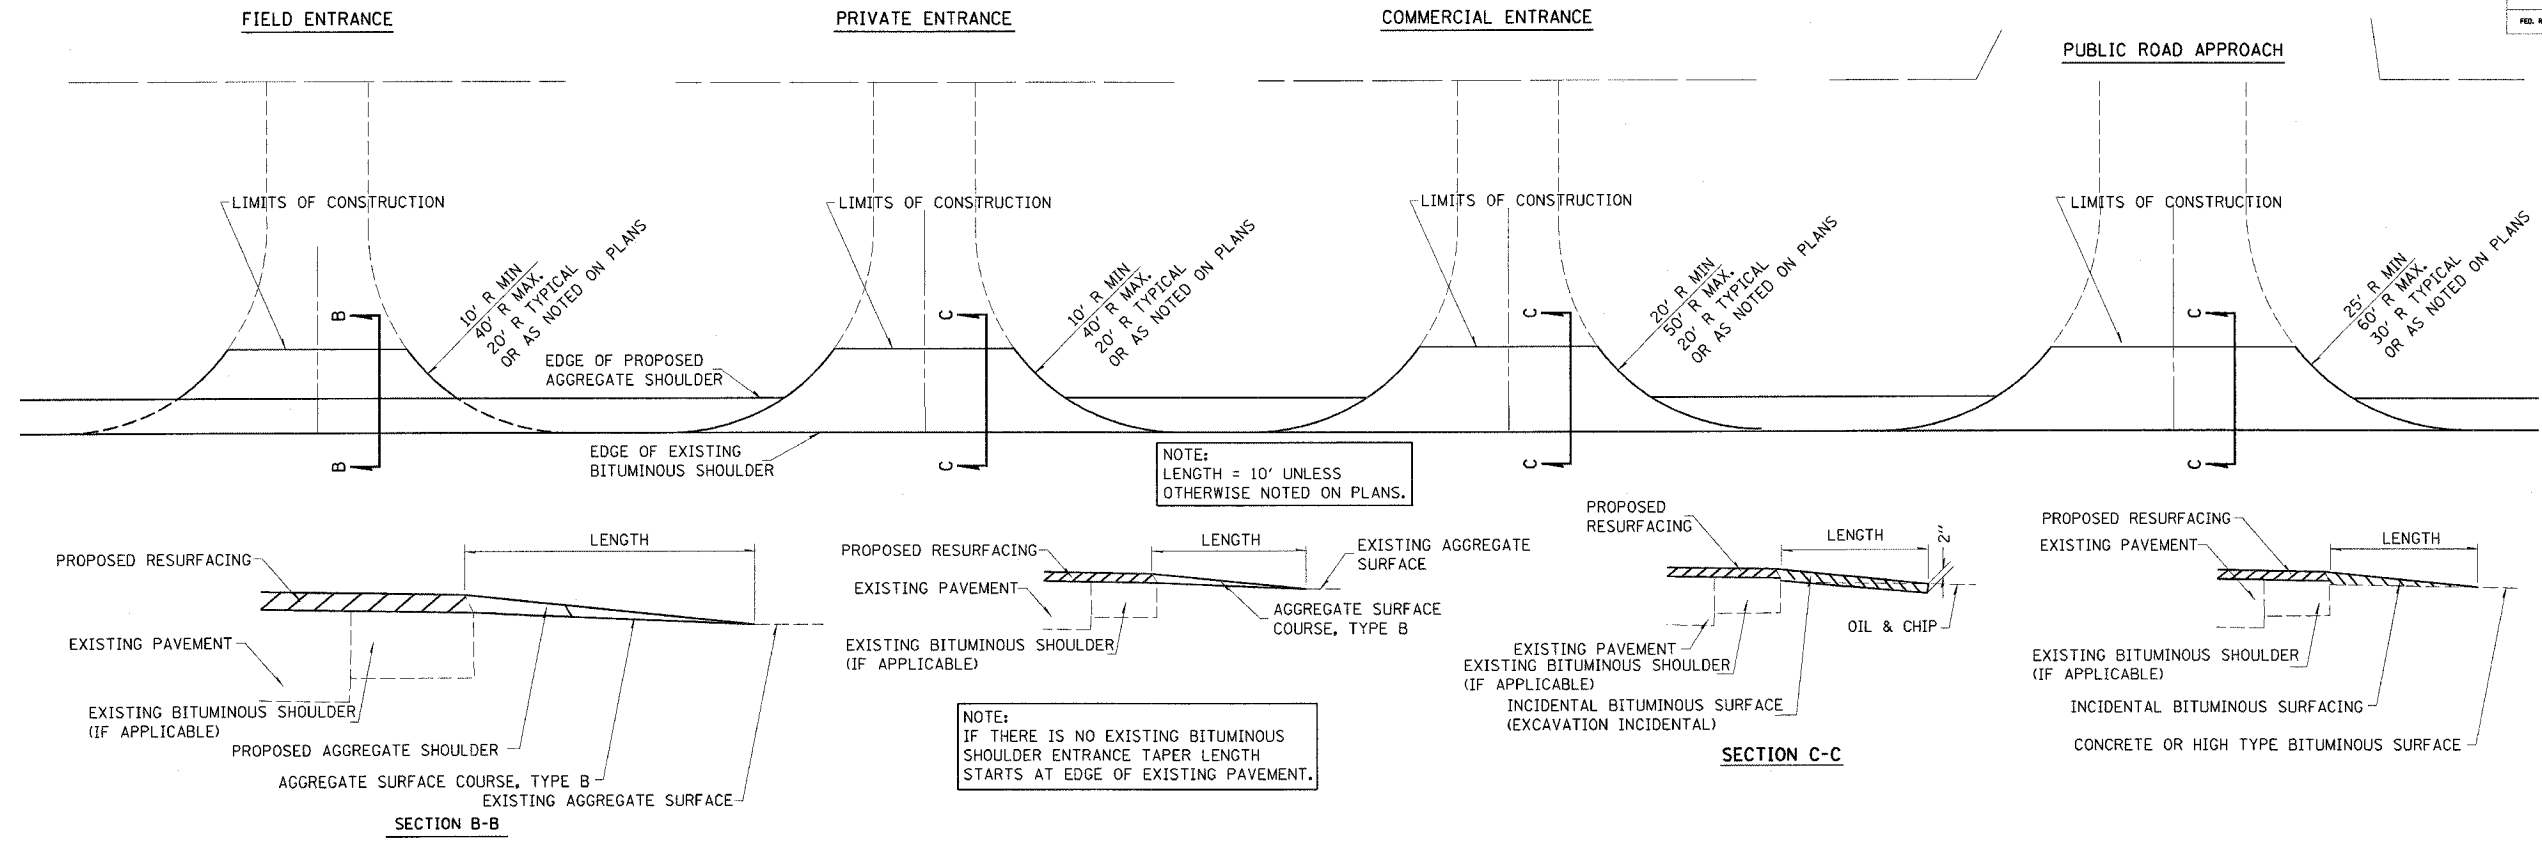 FIELD ENTRANCE
PRIVATE ENTRANCE
COMMERCIAL ENTRANCE
PUBLIC ROAD APPROACH
LIMITS OF CONSTRUCTION
10' R MIN
40' R MAX.
20' R TYPICAL
OR AS NOTED ON PLANS
B
B
EDGE OF PROPOSED
AGGREGATE SHOULDER
EDGE OF EXISTING
BITUMINOUS SHOULDER
LIMITS OF CONSTRUCTION
10' R MIN
40' R MAX.
20' R TYPICAL
OR AS NOTED ON PLANS
C
C
NOTE:
LENGTH = 10' UNLESS
OTHERWISE NOTED ON PLANS.
LIMITS OF CONSTRUCTION
20' R MIN
50' R MAX.
20' R TYPICAL
OR AS NOTED ON PLANS
C
C
LIMITS OF CONSTRUCTION
25' R MIN
60' R MAX.
30' R TYPICAL
OR AS NOTED ON PLANS
C
C
PROPOSED RESURFACING
LENGTH
EXISTING PAVEMENT
EXISTING BITUMINOUS SHOULDER
(IF APPLICABLE)
PROPOSED AGGREGATE SHOULDER
AGGREGATE SURFACE COURSE, TYPE B
EXISTING AGGREGATE SURFACE
SECTION B-B
PROPOSED RESURFACING
LENGTH
EXISTING AGGREGATE
SURFACE
EXISTING PAVEMENT
AGGREGATE SURFACE
COURSE, TYPE B
EXISTING BITUMINOUS SHOULDER
(IF APPLICABLE)
NOTE:
IF THERE IS NO EXISTING BITUMINOUS
SHOULDER ENTRANCE TAPER LENGTH
STARTS AT EDGE OF EXISTING PAVEMENT.
PROPOSED
RESURFACING
LENGTH
2"
OIL & CHIP
EXISTING PAVEMENT
EXISTING BITUMINOUS SHOULDER
(IF APPLICABLE)
INCIDENTAL BITUMINOUS SURFACE
(EXCAVATION INCIDENTAL)
SECTION C-C
PROPOSED RESURFACING
EXISTING PAVEMENT
LENGTH
EXISTING BITUMINOUS SHOULDER
(IF APPLICABLE)
INCIDENTAL BITUMINOUS SURFACING
CONCRETE OR HIGH TYPE BITUMINOUS SURFACE
FED.